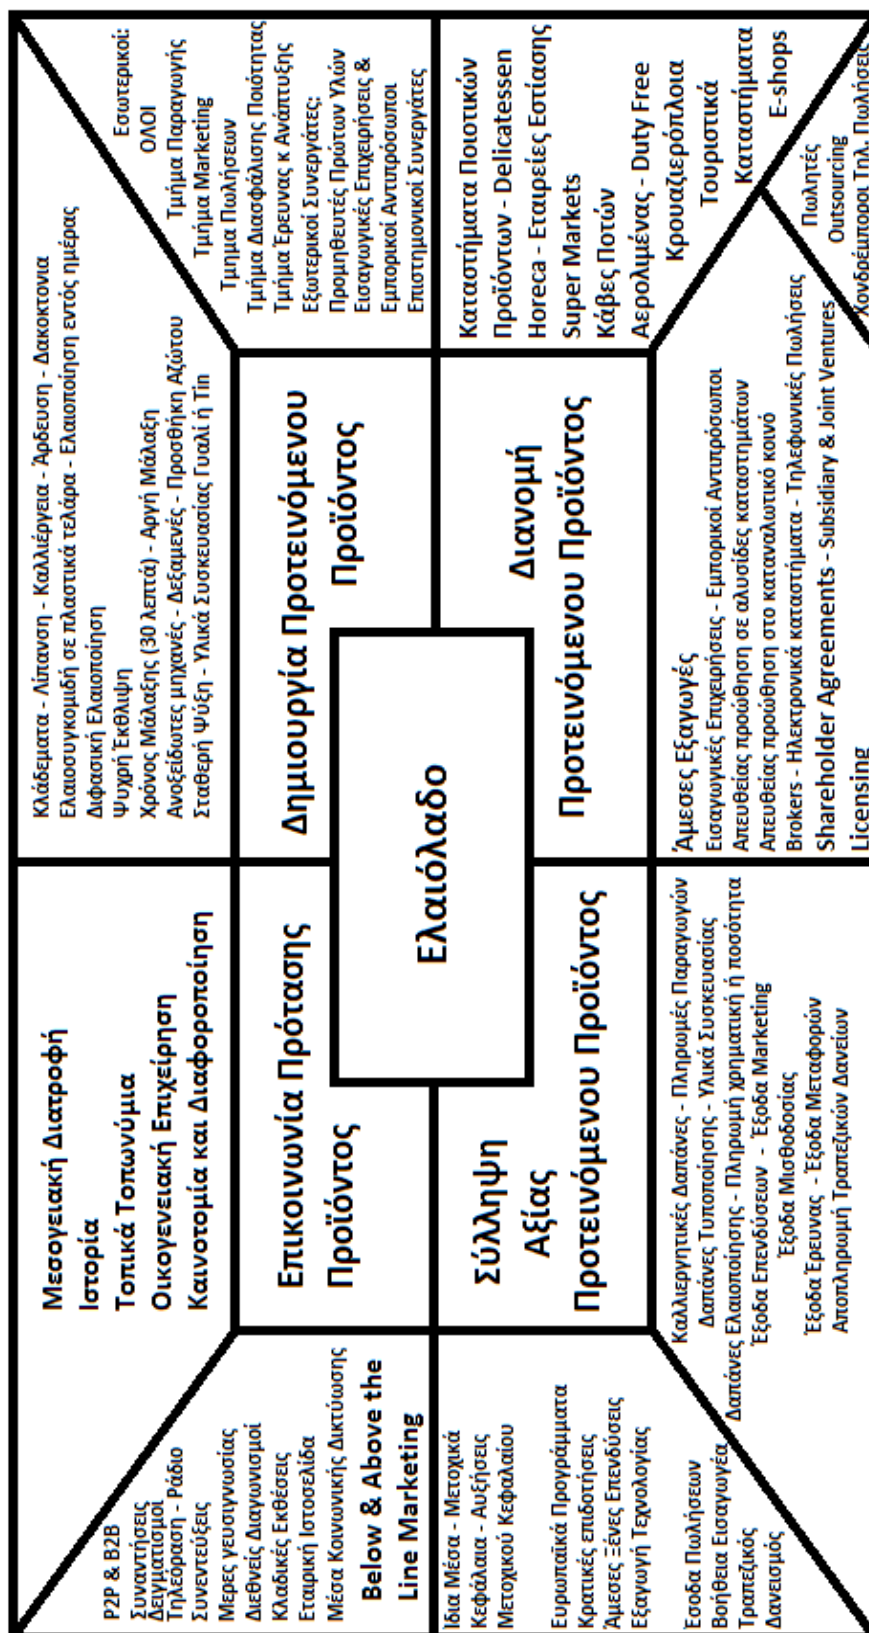 P2P & B2B
Συναντήσεις
Δειγματισμοί
Τηλεόραση - Ράδιο
Συνεντεύξεις
Μερες γευσιγνωσίας
Διεθνείς Διαγωνισμοί
Κλαδικές Εκθέσεις
Εταιρική Ιστοσελίδα
Μέσα Κοινωνικής Δικτύωσης
Below & Above the
Line Marketing
Μεσογειακή Διατροφή
Ιστορία
Τοπικά Τοπωνύμια
Οικογενειακή Επιχείρηση
Καινοτομία και Διαφοροποίηση
Κλάδεματα - Λίπανση - Καλλιέργεια - Άρδευση - Δακοκτονια
Ελαιοσυγκομιδή σε πλαστικά τελάρα - Ελαιοποίηση εντός ημέρας
Διφασική Ελαιοποίηση
Ψυχρή Έκθλιψη
Χρόνος Μάλαξης (30 λεπτά) - Αργή Μάλαξη
Ανοξείδωτες μηχανές - Δεξαμενές - Προσθήκη Αζώτου
Σταθερή Ψύξη - Υλικά Συσκευασίας Γυαλί ή Tin
Εσωτερικοί:
ΟΛΟΙ
Τμήμα Παραγωγής
Τμήμα Marketing
Τμημα Πωλήσεων
Τμήμα Διασφάλισης Ποιότητας
Τμήμα Έρευνας κ Ανάπτυξης
Εξωτερικοί Συνεργάτες:
Προμηθευτές Πρώτων Υλών
Εισαγωγικές Επιχειρήσεις &
Εμπορικοί Αντιπρόσωποι
Επιστημονικοί Συνεργάτες
Επικοινωνία Πρότασης
Προϊόντος
Δημιουργία Προτεινόμενου
Προϊόντος
Ελαιόλαδο
Σύλληψη
Αξίας
Προτεινόμενου Προϊόντος
Διανομή
Προτεινόμενου Προϊόντος
Ίδια Μέσα - Μετοχικά
Κεφάλαια - Αυξήσεις
Μετοχικού Κεφαλαίου
Ευρωπαϊκά Προγράμματα
Κρατικές επιδοτήσεις
Άμεσες Ξένες Επενδύσεις
Εξαγωγή Τεχνολογίας
Έσοδα Πωλήσεων
Βοήθεια Εισαγωγέα
Τραπεζικός
Δανεισμός
Καλλιεργητικές Δαπάνες - Πληρωμές Παραγωγών
Δαπάνες Τυποποίησης - Υλικά Συσκευασίας
Δαπάνες Ελαιοποίησης - Πληρωμή χρηματική ή ποσότητα
Έξοδα Επενδύσεων - Έξοδα Marketing
Έξοδα Μισθοδοσίας
Έξοδα Έρευνας - Έξοδα Μεταφορών
Αποπληρωμή Τραπεζικών Δανείων
Άμεσες Εξαγωγές
Εισαγωγικές Επιχειρήσεις - Εμπορικοί Αντιπρόσωποι
Απευθείας προώθηση σε αλυσίδες καταστημάτων
Απευθείας προώθηση στο καταναλωτικό κοινό
Brokers - Ηλεκτρονικά καταστήματα - Τηλεφωνικές Πωλήσεις
Shareholder Agreements - Subsidiary & Joint Ventures
Licensing
Καταστήματα Ποιοτικών
Προϊόντων - Delicatessen
Horeca - Εταιρείες Εστίασης
Super Markets
Κάβες Ποτών
Αερολιμένας - Duty Free
Κρουαζιερόπλοια
Τουριστικά
Καταστήματα
E-shops
Πωλητές
Outsourcing
Χονδρέμποροι Τηλ. Πωλήσεις